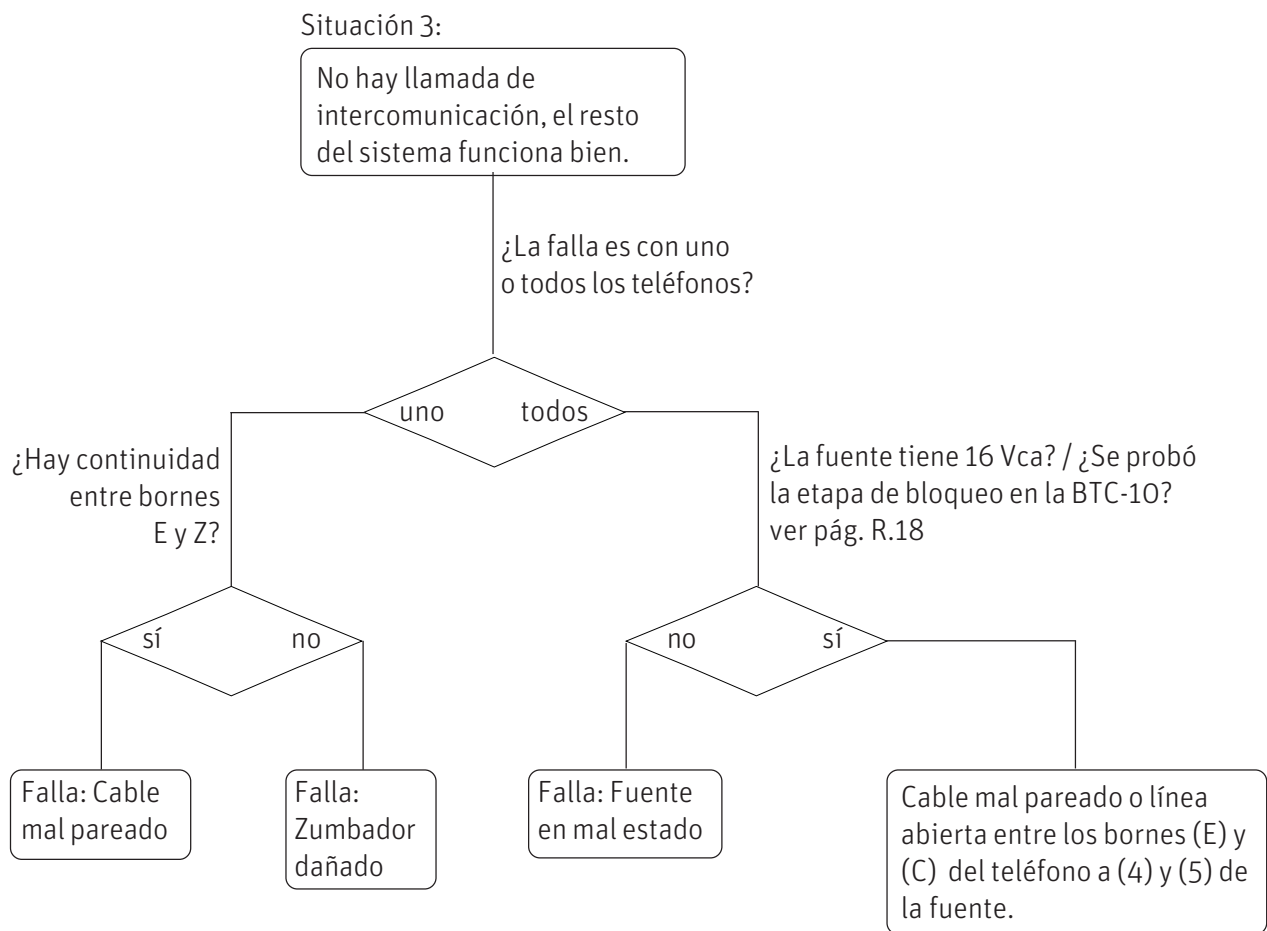 Situación 3:
No hay llamada de
intercomunicación, el resto
del sistema funciona bien.
¿La falla es con uno
o todos los teléfonos?
uno
todos
¿Hay continuidad
entre bornes
E y Z?
¿La fuente tiene 16 Vca? / ¿Se probó
la etapa de bloqueo en la BTC-10?
ver pág. R.18
sí
no
no
sí
Falla: Cable
mal pareado
Falla:
Zumbador
dañado
Falla: Fuente
en mal estado
Cable mal pareado o línea
abierta entre los bornes (E) y
(C) del teléfono a (4) y (5) de
la fuente.